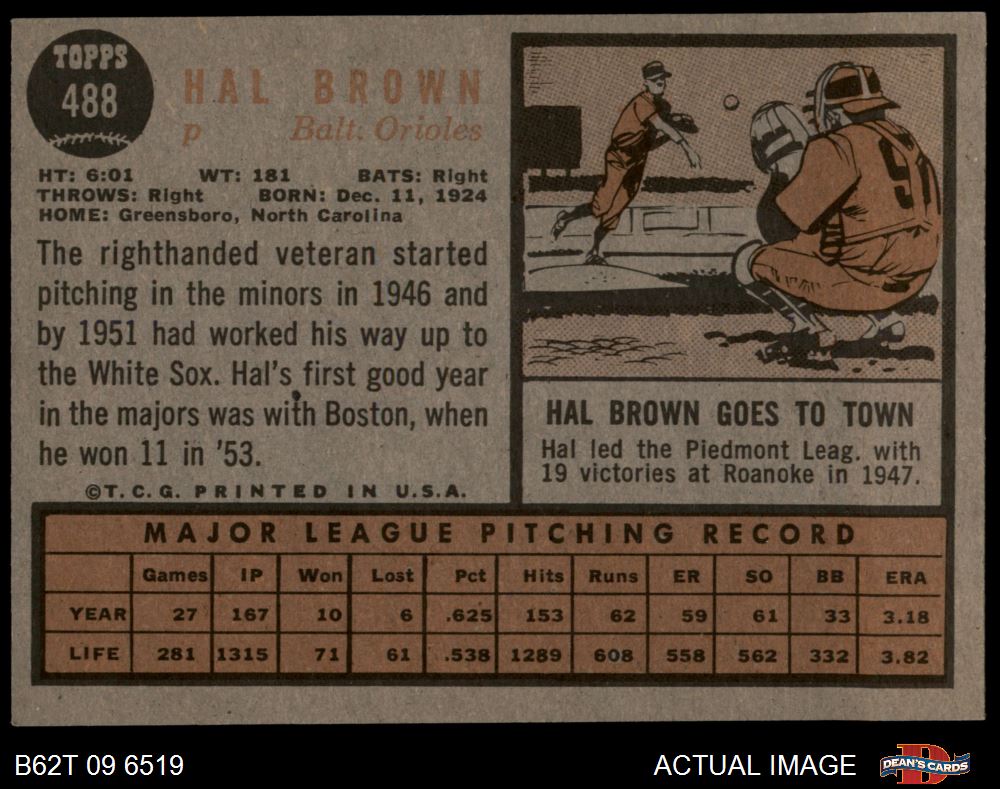 TOPPS
488
HAL BROWN
p Balt. Orioles
HT: 6:01 WT: 181 BATS: Right
THROWS: Right BORN: Dec. 11, 1924
HOME: Greensboro, North Carolina
The righthanded veteran started
pitching in the minors in 1946 and
by 1951 had worked his way up to
the White Sox. Hal's first good year
in the majors was with Boston, when
he won 11 in '53.
©T.C.G. PRINTED IN U.S.A.
HAL BROWN GOES TO TOWN
Hal led the Piedmont Leag. with
19 victories at Roanoke in 1947.
MAJOR LEAGUE PITCHING RECORD
Games IP Won Lost Pct Hits Runs ER SO BB ERA
YEAR 27 167 10 6 .625 153 62 59 61 33 3.18
LIFE 281 1315 71 61 .538 1289 608 558 562 332 3.82
B62T 09 6519
ACTUAL IMAGE
DEAN'S CARDS